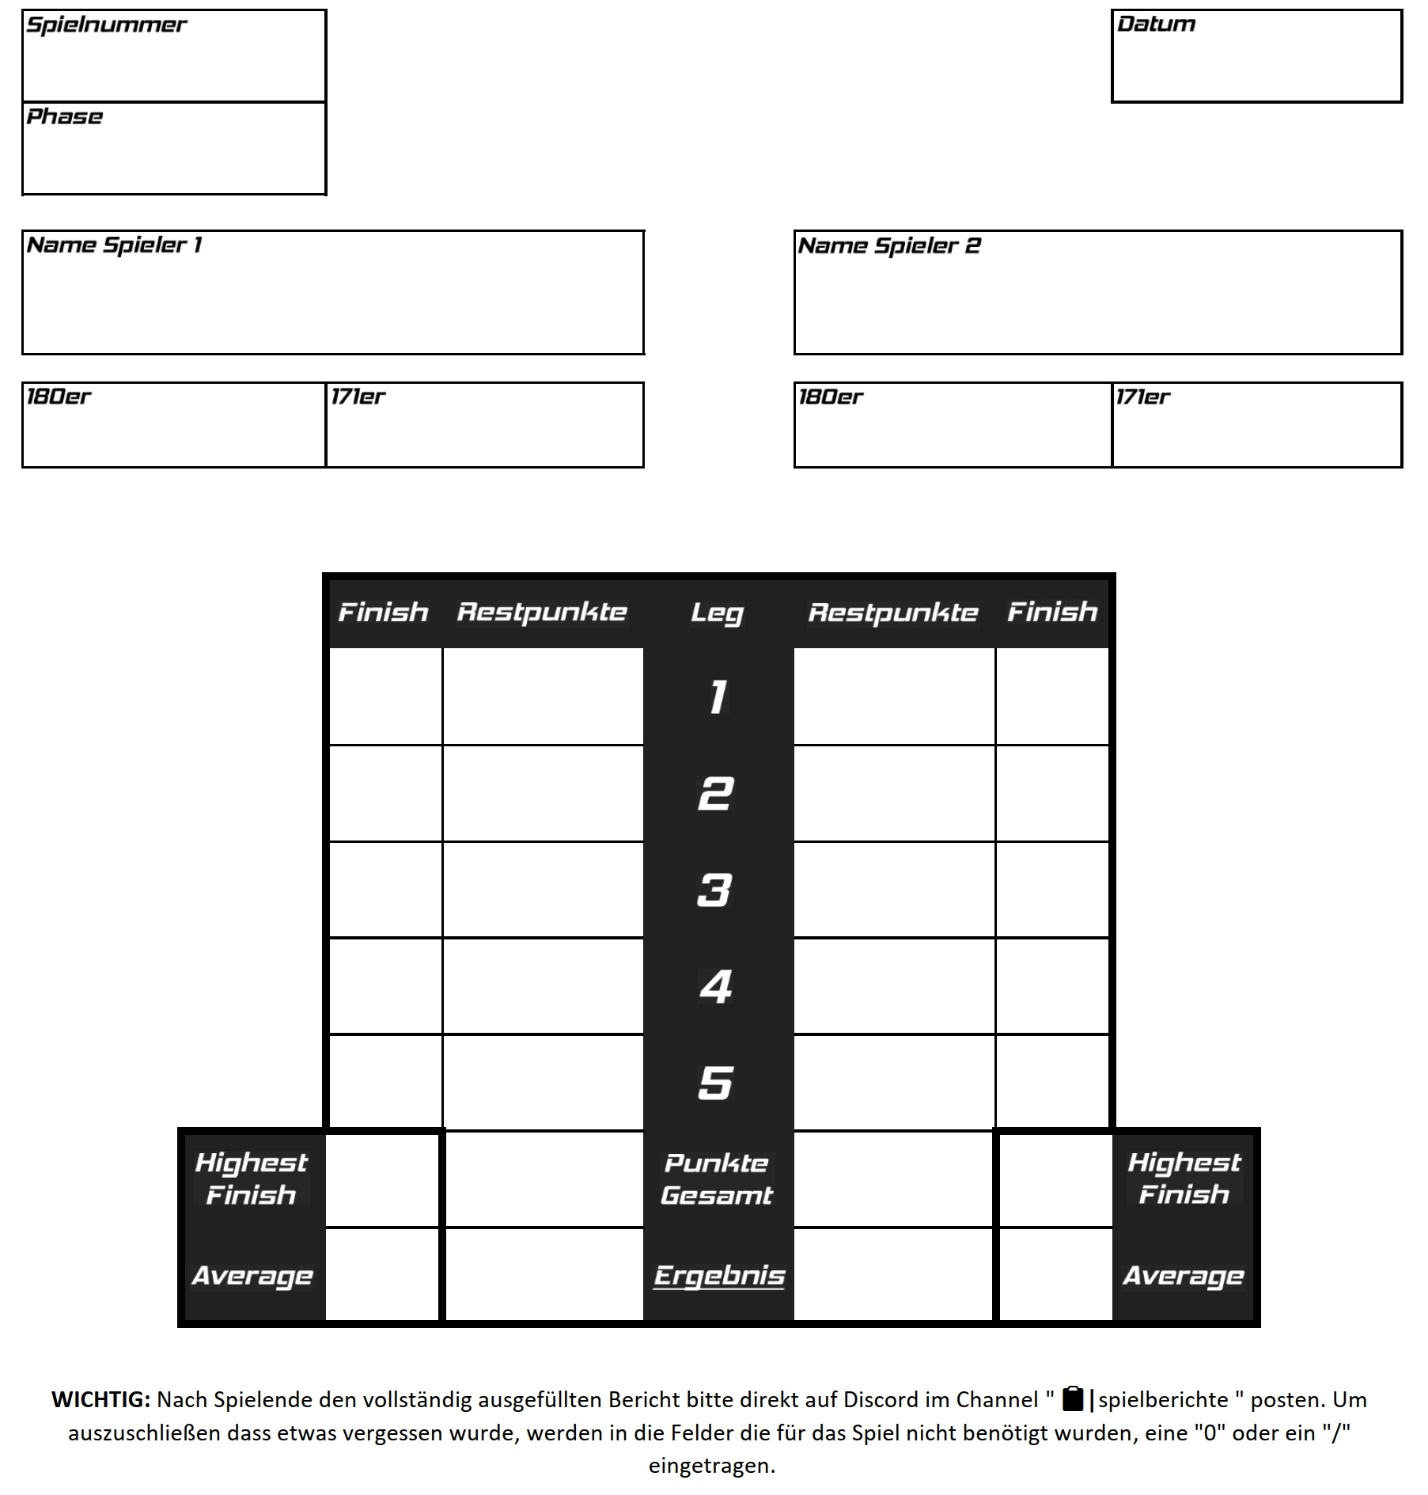 Spielnummer
Datum
Phase
Name Spieler 1
Name Spieler 2
180er
171er
180er
171er
Finish Restpunkte Leg Restpunkte Finish
1
2
3
4
5
Highest
Finish
Punkte
Gesamt
Highest
Finish
Average
Ergebnis
Average
WICHTIG: Nach Spielende den vollständig ausgefüllten Bericht bitte direkt auf Discord im Channel " 📋|spielberichte " posten. Um
auszuschließen dass etwas vergessen wurde, werden in die Felder die für das Spiel nicht benötigt wurden, eine "0" oder ein "/"
eingetragen.